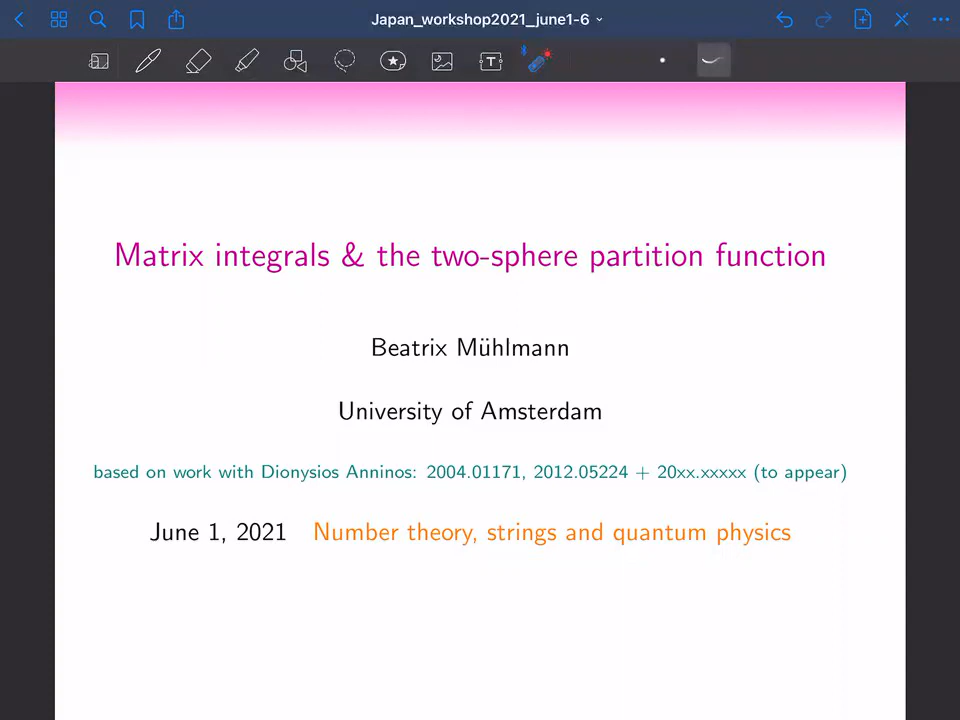 Japan_workshop2021_june1-6
T
Matrix integrals & the two-sphere partition function
Beatrix Mühlmann
University of Amsterdam
based on work with Dionysios Anninos: 2004.01171, 2012.05224 + 20xx.xxxxx (to appear)
June 1, 2021 Number theory, strings and quantum physics